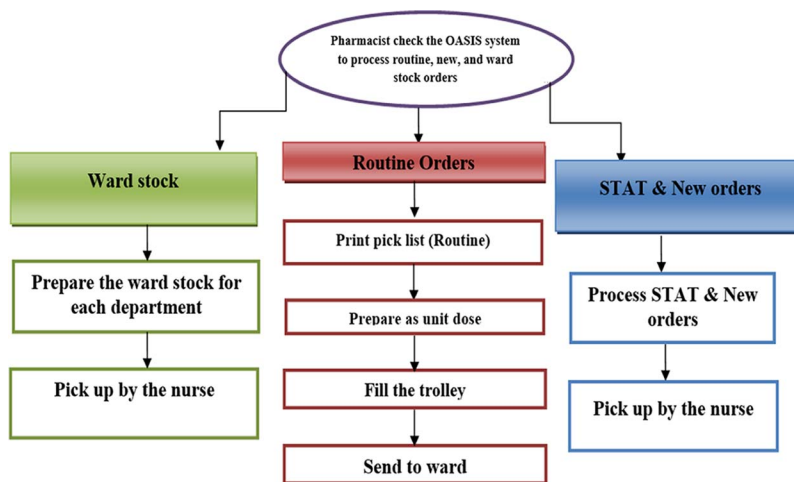 Pharmacist check the OASIS system
to process routine, new, and ward
stock orders
Ward stock
Prepare the ward stock for
each department
Pick up by the nurse
Routine Orders
Print pick list (Routine)
Prepare as unit dose
Fill the trolley
Send to ward
STAT & New orders
Process STAT & New
orders
Pick up by the nurse